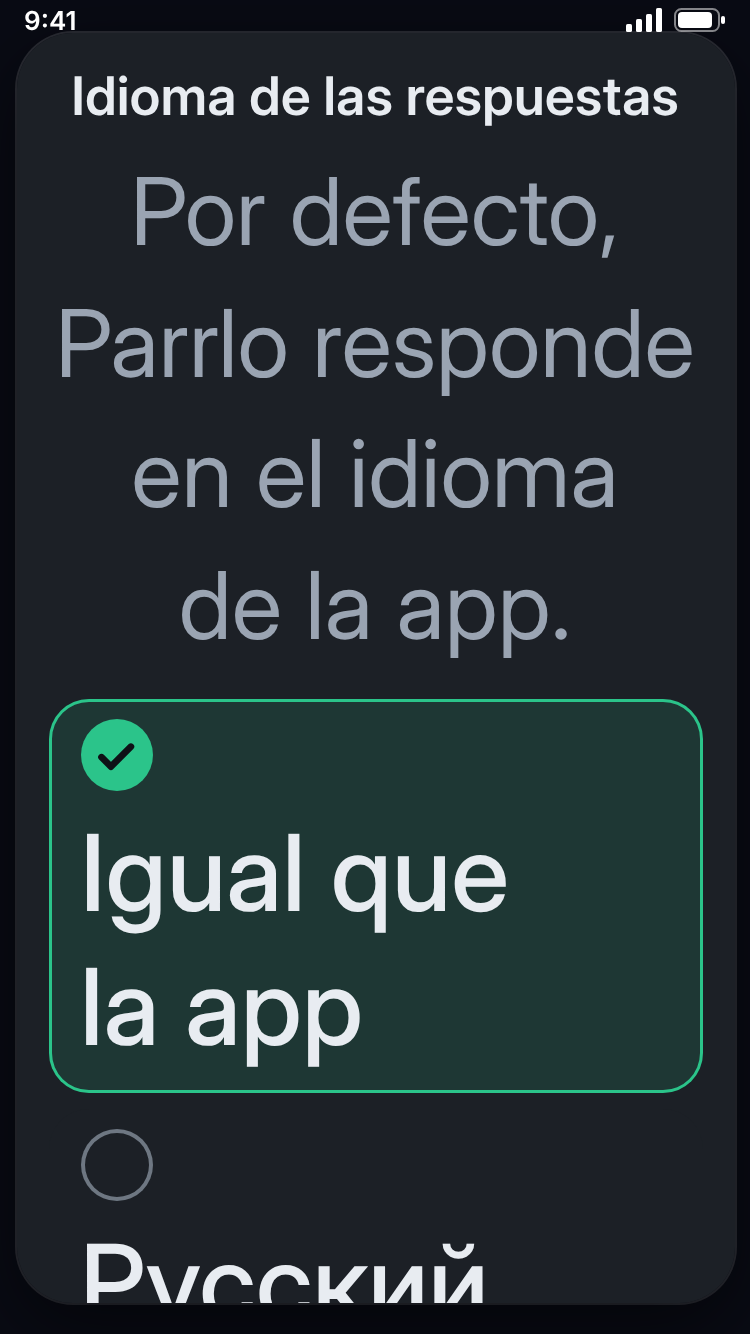 9:41
Idioma de las respuestas
Por defecto,
Parrlo responde
en el idioma
de la app.
Igual que
la app
Русский